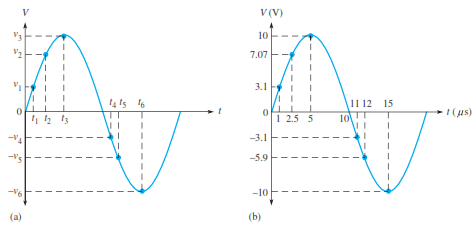 V
v3
v2
v1
0
t1 t2 t3
t4 t5 t6
t
-v4
-v5
-v6
(a)
V (V)
10
7.07
3.1
0
1 2.5 5 10
11 12 15
t (μs)
-3.1
-5.9
-10
(b)